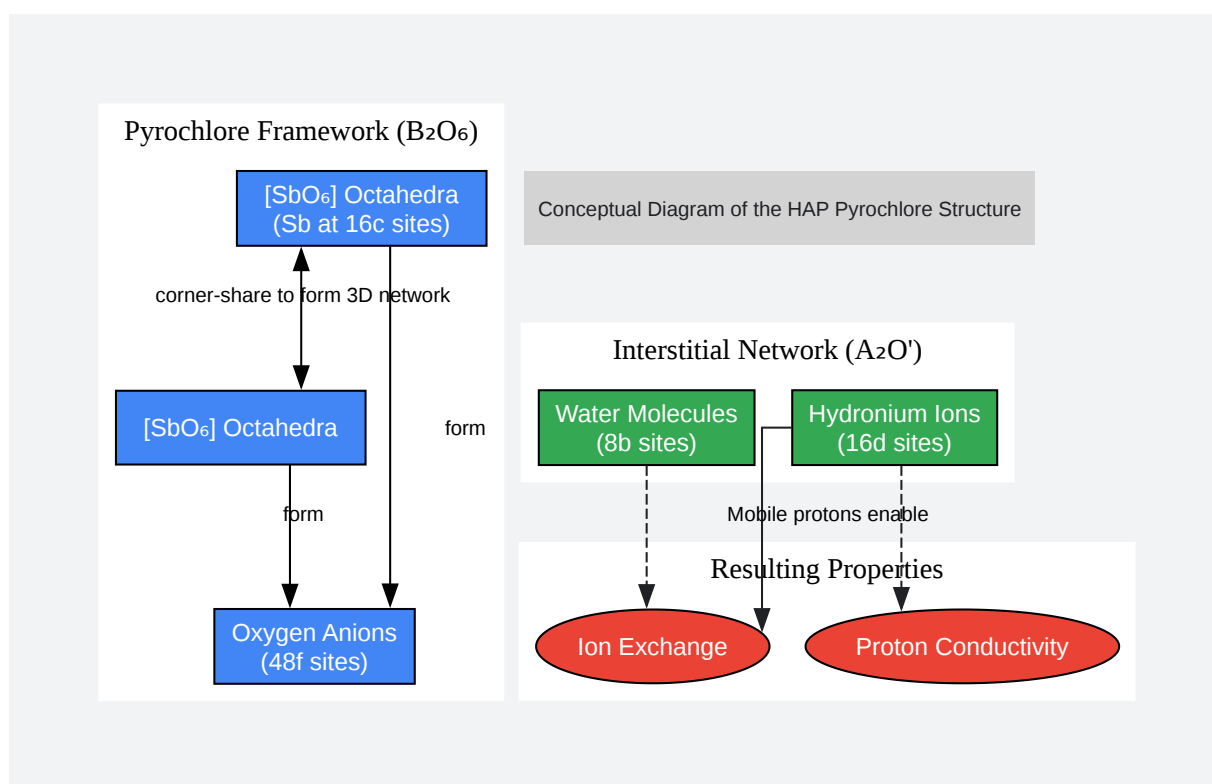 Pyrochlore Framework (B₂O₆)
[SbO₆] Octahedra
(Sb at 16c sites)
corner-share to form 3D network
[SbO₆] Octahedra
form
form
Oxygen Anions
(48f sites)
Conceptual Diagram of the HAP Pyrochlore Structure
Interstitial Network (A₂O')
Water Molecules
(8b sites)
Hydronium Ions
(16d sites)
Mobile protons enable
Resulting Properties
Ion Exchange
Proton Conductivity